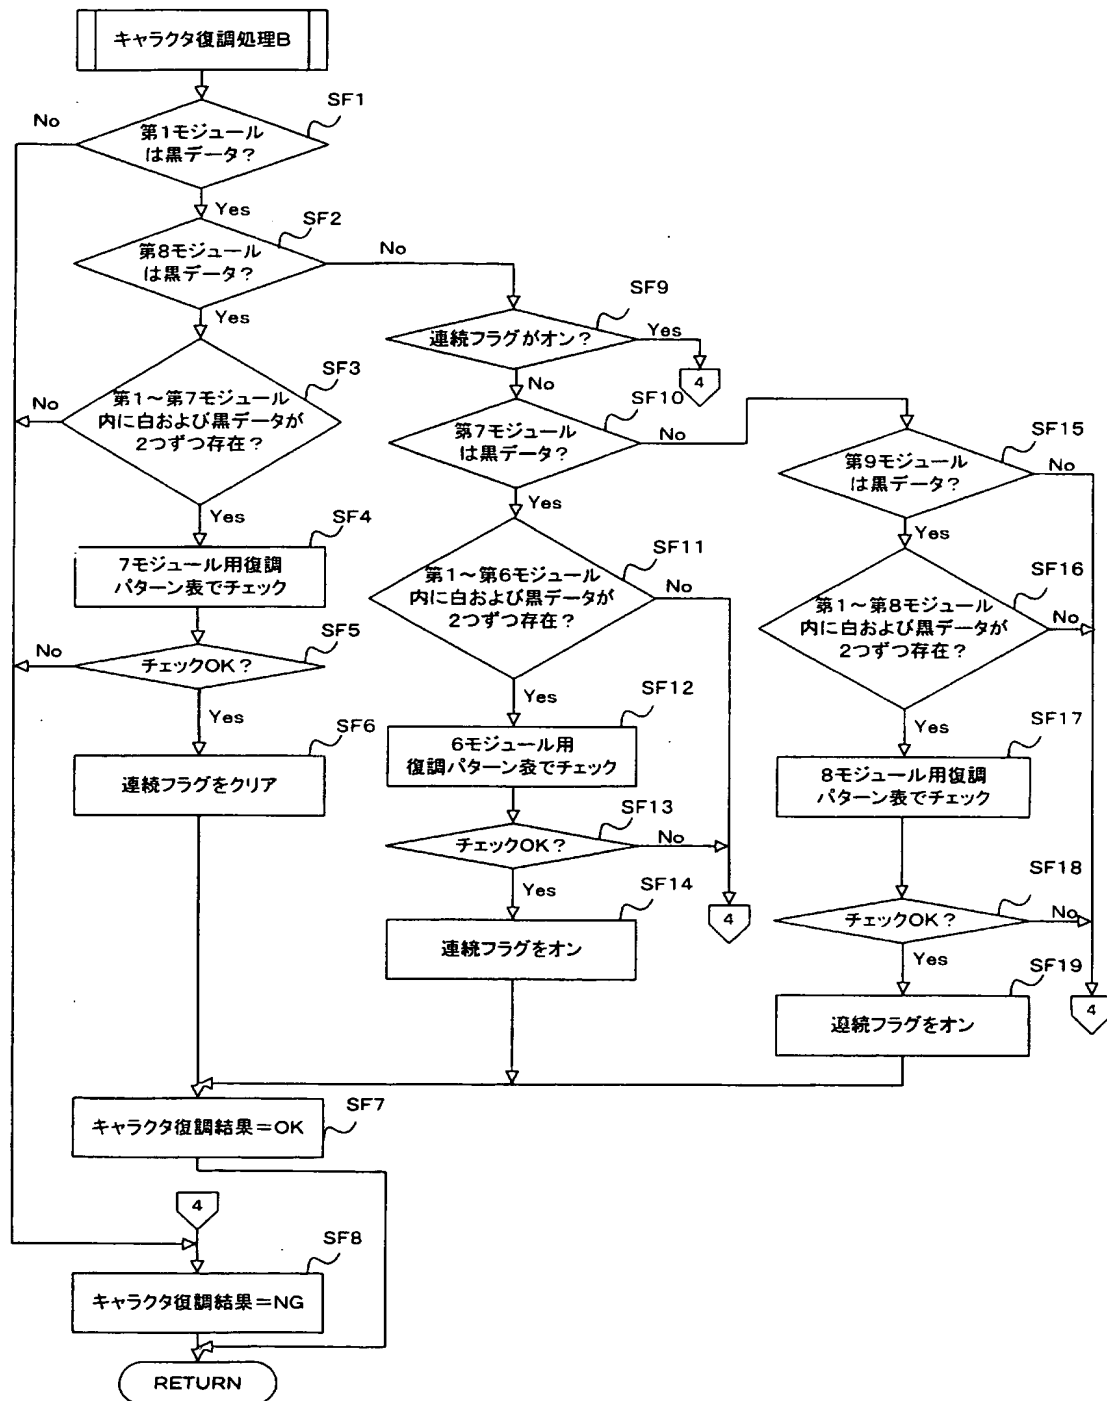 キャラクタ復調処理B
SF1
第1モジュール
は黒データ？
No
Yes
SF2
第8モジュール
は黒データ？
No
Yes
SF3
第1～第7モジュール
内に白および黒データが
2つずつ存在？
No
Yes
SF4
7モジュール用復調
パターン表でチェック
SF5
チェックOK？
No
Yes
SF6
連続フラグをクリア
SF9
連続フラグがオン？
Yes
4
No
SF10
第7モジュール
は黒データ？
No
Yes
SF11
第1～第6モジュール
内に白および黒データが
2つずつ存在？
No
Yes
SF12
6モジュール用
復調パターン表でチェック
SF13
チェックOK？
No
Yes
SF14
4
連続フラグをオン
SF15
第9モジュール
は黒データ？
No
Yes
SF16
第1～第8モジュール
内に白および黒データが
2つずつ存在？
No
Yes
SF17
8モジュール用復調
パターン表でチェック
SF18
チェックOK？
No
Yes
SF19
連続フラグをオン
4
SF7
キャラクタ復調結果＝OK
4
SF8
キャラクタ復調結果＝NG
RETURN